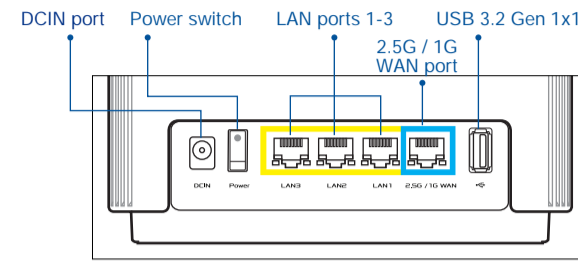 DCIN port
Power switch
LAN ports 1-3
USB 3.2 Gen 1x1
2.5G / 1G
WAN port
DCIN
Power
LAN3
LAN2
LAN1
2.5G /1G WAN